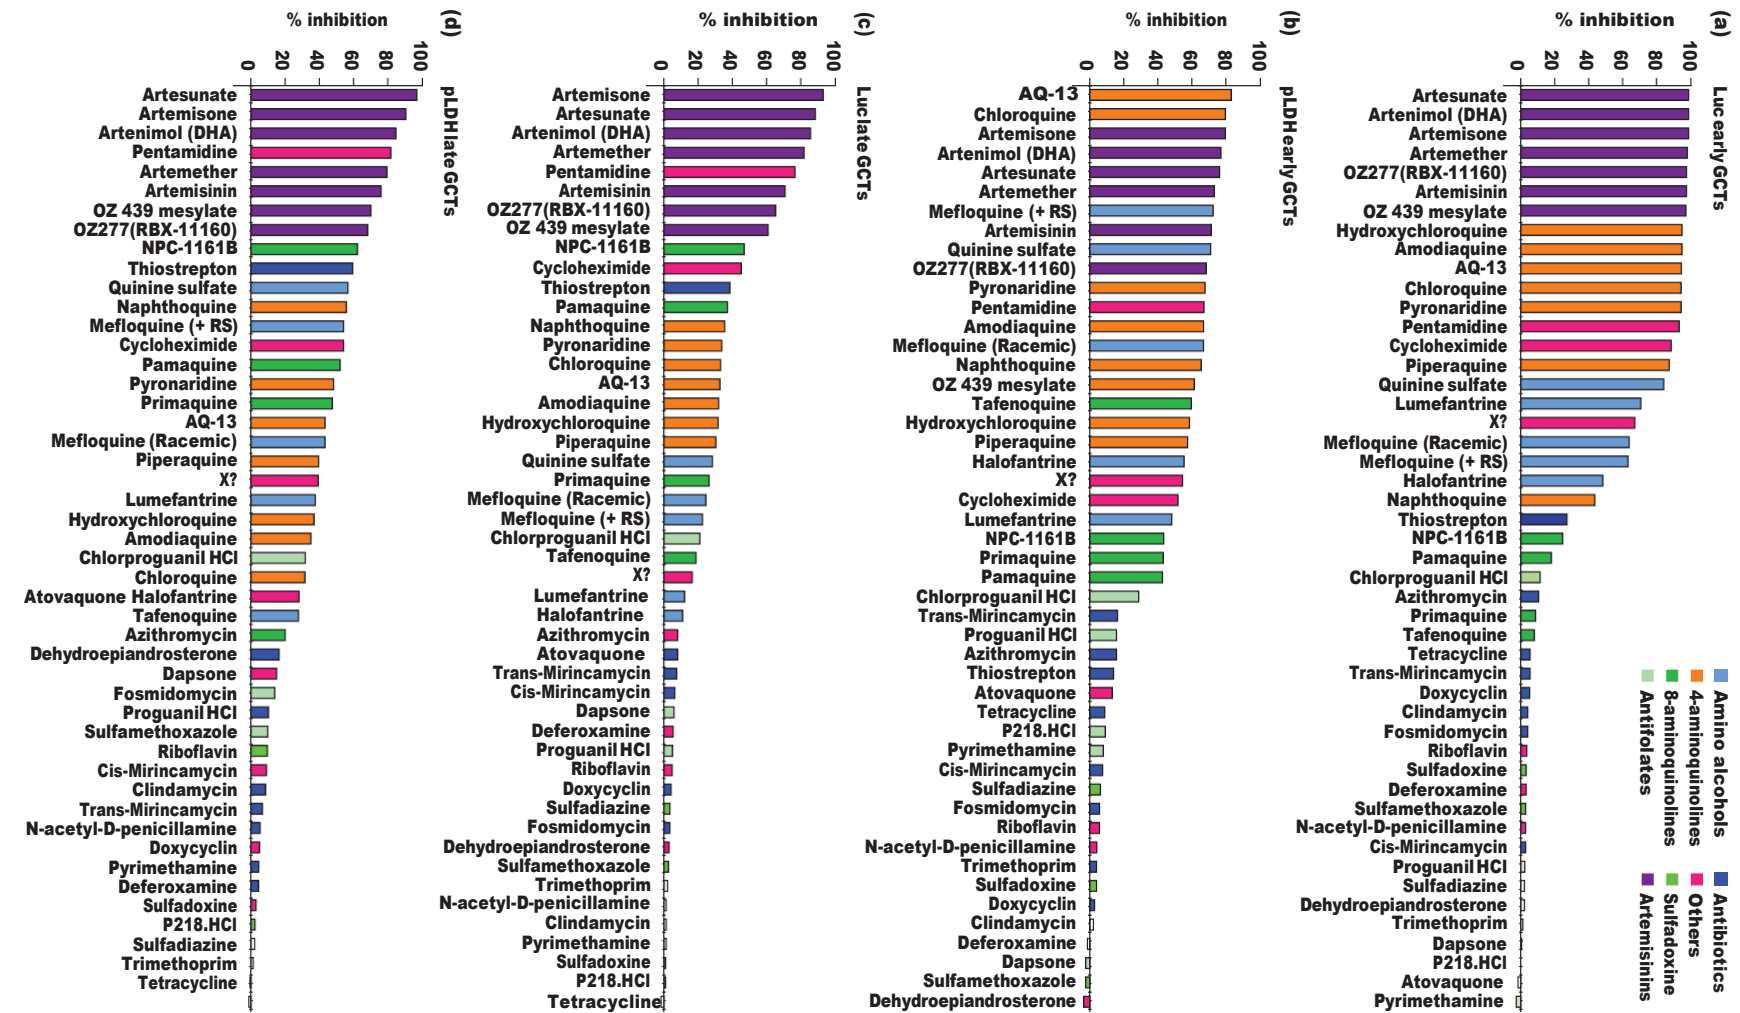 (a)
% inhibition
0
20
40
60
80
100
Luc early GCTs
Artesunate
Artenimol (DHA)
Artemisone
Artemether
OZ277(RBX-11160)
Artemisinin
OZ 439 mesylate
Hydroxychloroquine
Amodiaquine
AQ-13
Chloroquine
Pyronaridine
Pentamidine
Cycloheximide
Piperaquine
Quinine sulfate
Lumefantrine
X?
Mefloquine (Racemic)
Mefloquine (+ RS)
Halofantrine
Naphthoquine
Thiostrepton
NPC-1161B
Pamaquine
Chlorproguanil HCl
Azithromycin
Primaquine
Tafenoquine
Tetracycline
Trans-Mirincamycin
Doxycyclin
Clindamycin
Fosmidomycin
Riboflavin
Sulfadoxine
Deferoxamine
Sulfamethoxazole
N-acetyl-D-penicillamine
Cis-Mirincamycin
Proguanil HCl
Sulfadiazine
Dehydroepiandrosterone
Trimethoprim
Dapsone
P218.HCl
Atovaquone
Pyrimethamine
Amino alcohols
4-aminoquinolines
8-aminoquinolines
Antifolates
Antibiotics
Others
Sulfadoxine
Artemisinins
(b)
% inhibition
0
20
40
60
80
100
pLDH early GCTs
AQ-13
Chloroquine
Artemisone
Artenimol (DHA)
Artesunate
Artemether
Mefloquine (+ RS)
Artemisinin
Quinine sulfate
OZ277(RBX-11160)
Pyronaridine
Pentamidine
Amodiaquine
Mefloquine (Racemic)
Naphthoquine
OZ 439 mesylate
Tafenoquine
Hydroxychloroquine
Piperaquine
Halofantrine
X?
Cycloheximide
Lumefantrine
NPC-1161B
Primaquine
Pamaquine
Chlorproguanil HCl
Trans-Mirincamycin
Proguanil HCl
Azithromycin
Thiostrepton
Atovaquone
Tetracycline
P218.HCl
Pyrimethamine
Cis-Mirincamycin
Sulfadiazine
Fosmidomycin
Riboflavin
N-acetyl-D-penicillamine
Trimethoprim
Sulfadoxine
Doxycyclin
Clindamycin
Deferoxamine
Dapsone
Sulfamethoxazole
Dehydroepiandrosterone
(c)
% inhibition
0
20
40
60
80
100
Luc late GCTs
Artemisone
Artesunate
Artenimol (DHA)
Artemether
Pentamidine
Artemisinin
OZ277(RBX-11160)
OZ 439 mesylate
NPC-1161B
Cycloheximide
Thiostrepton
Pamaquine
Naphthoquine
Pyronaridine
Chloroquine
AQ-13
Amodiaquine
Hydroxychloroquine
Piperaquine
Quinine sulfate
Primaquine
Mefloquine (Racemic)
Mefloquine (+ RS)
Chlorproguanil HCl
Tafenoquine
X?
Lumefantrine
Halofantrine
Azithromycin
Atovaquone
Trans-Mirincamycin
Cis-Mirincamycin
Dapsone
Deferoxamine
Proguanil HCl
Riboflavin
Doxycyclin
Sulfadiazine
Fosmidomycin
Dehydroepiandrosterone
Sulfamethoxazole
Trimethoprim
N-acetyl-D-penicillamine
Clindamycin
Pyrimethamine
Sulfadoxine
P218.HCl
Tetracycline
(d)
% inhibition
0
20
40
60
80
100
pLDH late GCTs
Artesunate
Artemisone
Artenimol (DHA)
Pentamidine
Artemether
Artemisinin
OZ 439 mesylate
OZ277(RBX-11160)
NPC-1161B
Thiostrepton
Quinine sulfate
Naphthoquine
Mefloquine (+ RS)
Cycloheximide
Pamaquine
Pyronaridine
Primaquine
AQ-13
Mefloquine (Racemic)
Piperaquine
X?
Lumefantrine
Hydroxychloroquine
Amodiaquine
Chlorproguanil HCl
Chloroquine
Atovaquone Halofantrine
Tafenoquine
Azithromycin
Dehydroepiandrosterone
Dapsone
Fosmidomycin
Proguanil HCl
Sulfamethoxazole
Riboflavin
Cis-Mirincamycin
Clindamycin
Trans-Mirincamycin
N-acetyl-D-penicillamine
Doxycyclin
Pyrimethamine
Deferoxamine
Sulfadoxine
P218.HCl
Sulfadiazine
Trimethoprim
Tetracycline